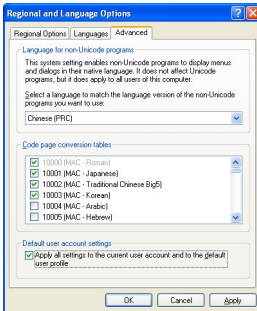 Regional and Language Options
Regional Options
Languages
Advanced
Language for non-Unicode programs
This system setting enables non-Unicode programs to display menus
and dialogs in their native language. It does not affect Unicode
programs, but it does apply to all users of this computer.
Select a language to match the language version of the non-Unicode
programs you want to use:
Chinese (PRC)
Code page conversion tables
10000 (MAC - Roman)
10001 (MAC - Japanese)
10002 (MAC - Traditional Chinese Big5)
10003 (MAC - Korean)
10004 (MAC - Arabic)
10005 (MAC - Hebrew)
Default user account settings
Apply all settings to the current user account and to the default
user profile
OK
Cancel
Apply